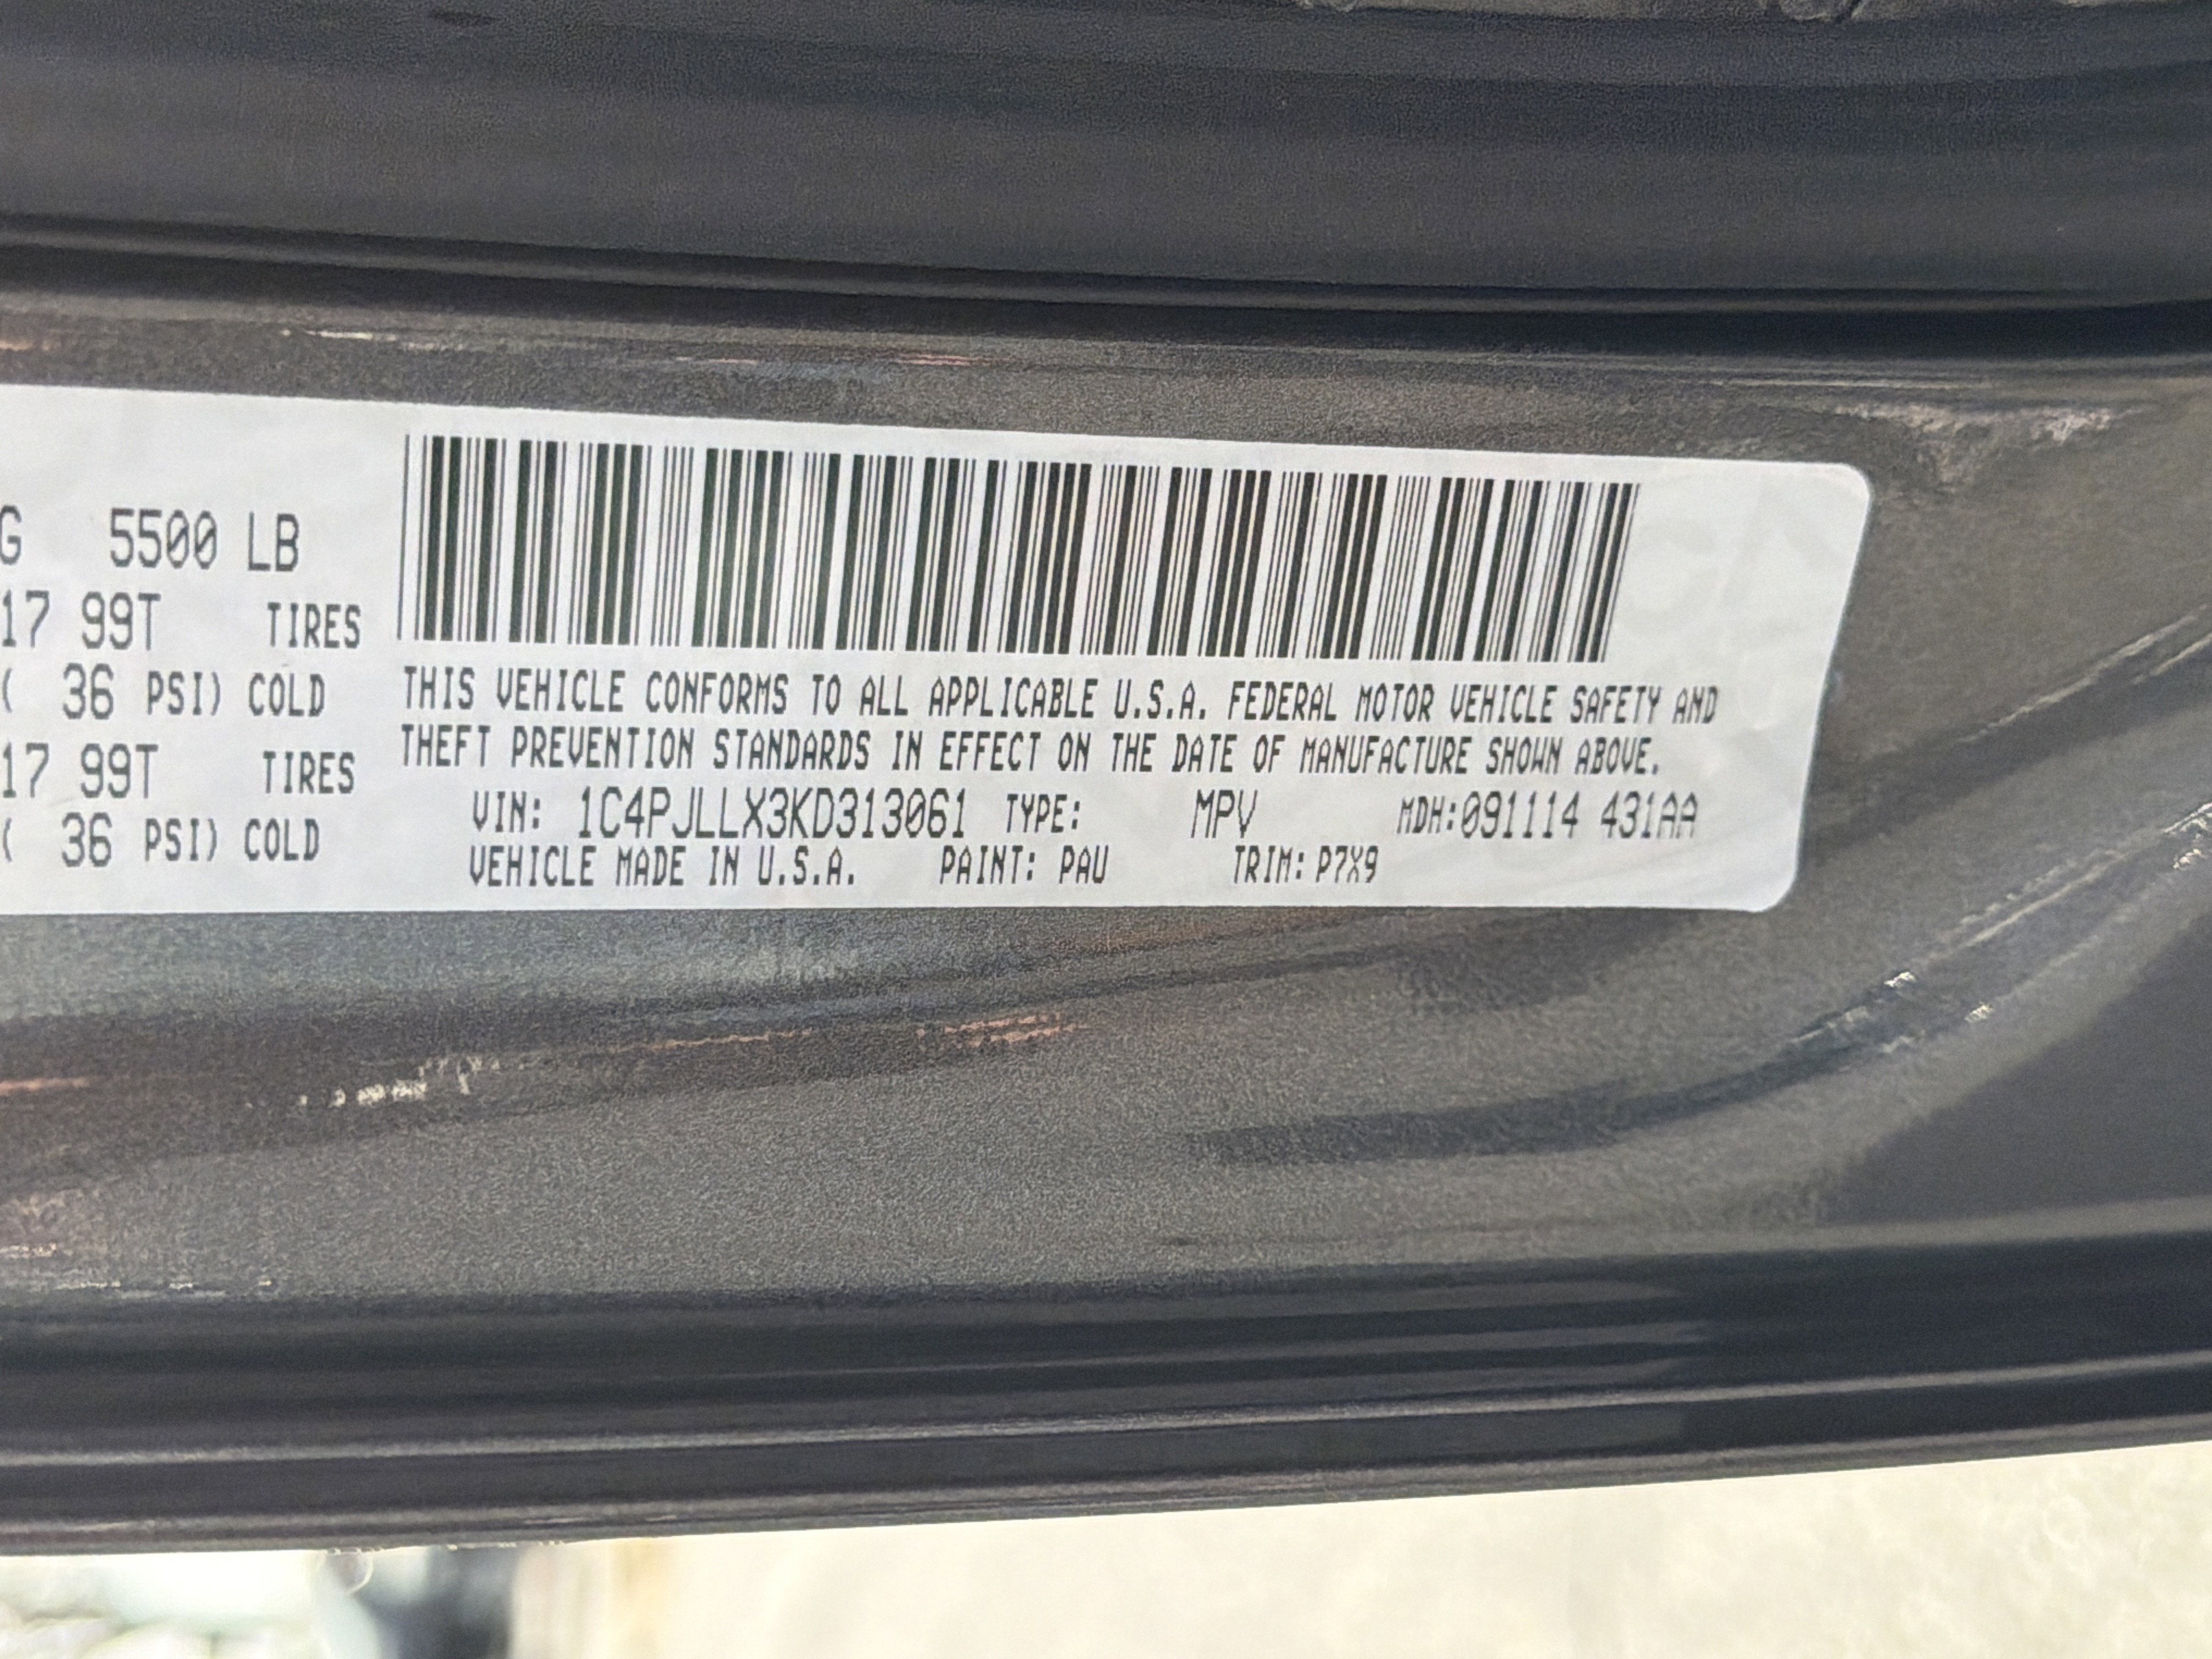 G 5500 LB
17 99T TIRES
( 36 PSI) COLD
17 99T TIRES
( 36 PSI) COLD
THIS VEHICLE CONFORMS TO ALL APPLICABLE U.S.A. FEDERAL MOTOR VEHICLE SAFETY AND
THEFT PREVENTION STANDARDS IN EFFECT ON THE DATE OF MANUFACTURE SHOWN ABOVE.
VIN: 1C4PJLLX3KD313061 TYPE: MPV MDH:091114 431AA
VEHICLE MADE IN U.S.A. PAINT: PAU TRIM: P7X9